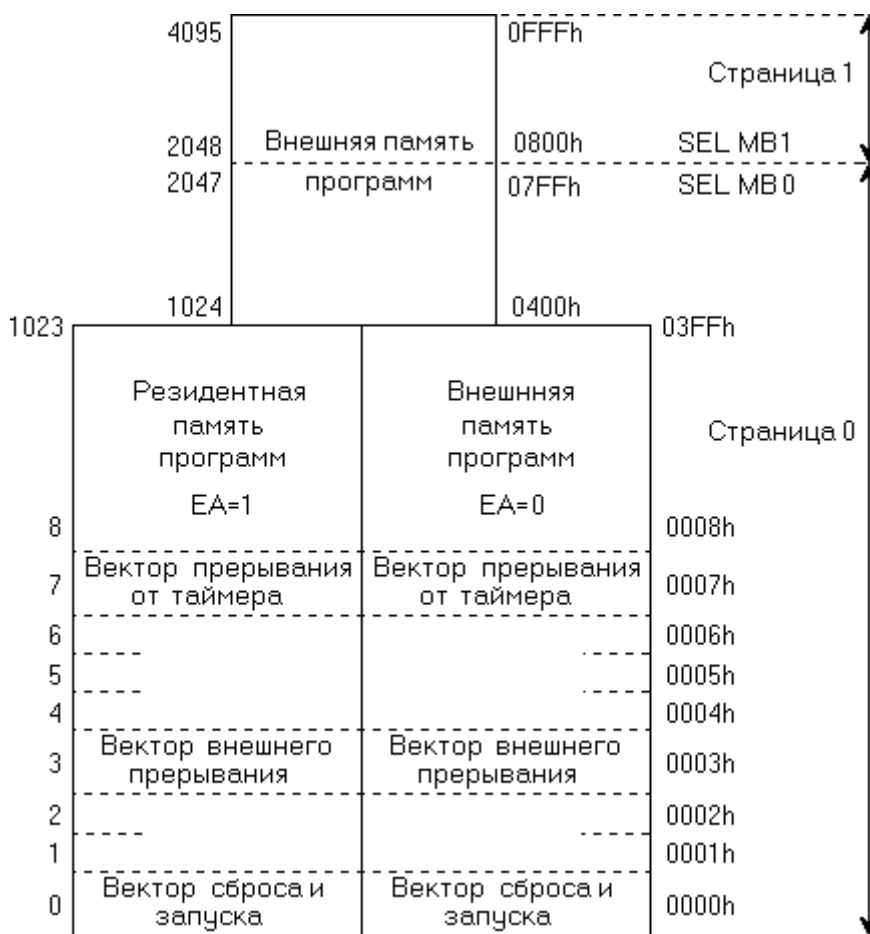 4095 0FFFh
Страница 1
2048 Внешняя память 0800h SEL MB1
2047 программ 07FFh SEL MB0
1024 0400h
1023 03FFh
Резидентная Внешнняя
память память
программ программ Страница 0
EA=1 EA=0
8 0008h
Вектор прерывания Вектор прерывания
7 0007h
от таймера от таймера
6 0006h
5 0005h
4 0004h
Вектор внешнего Вектор внешнего
3 0003h
прерывания прерывания
2 0002h
1 0001h
Вектор сброса и Вектор сброса и
0 0000h
запуска запуска